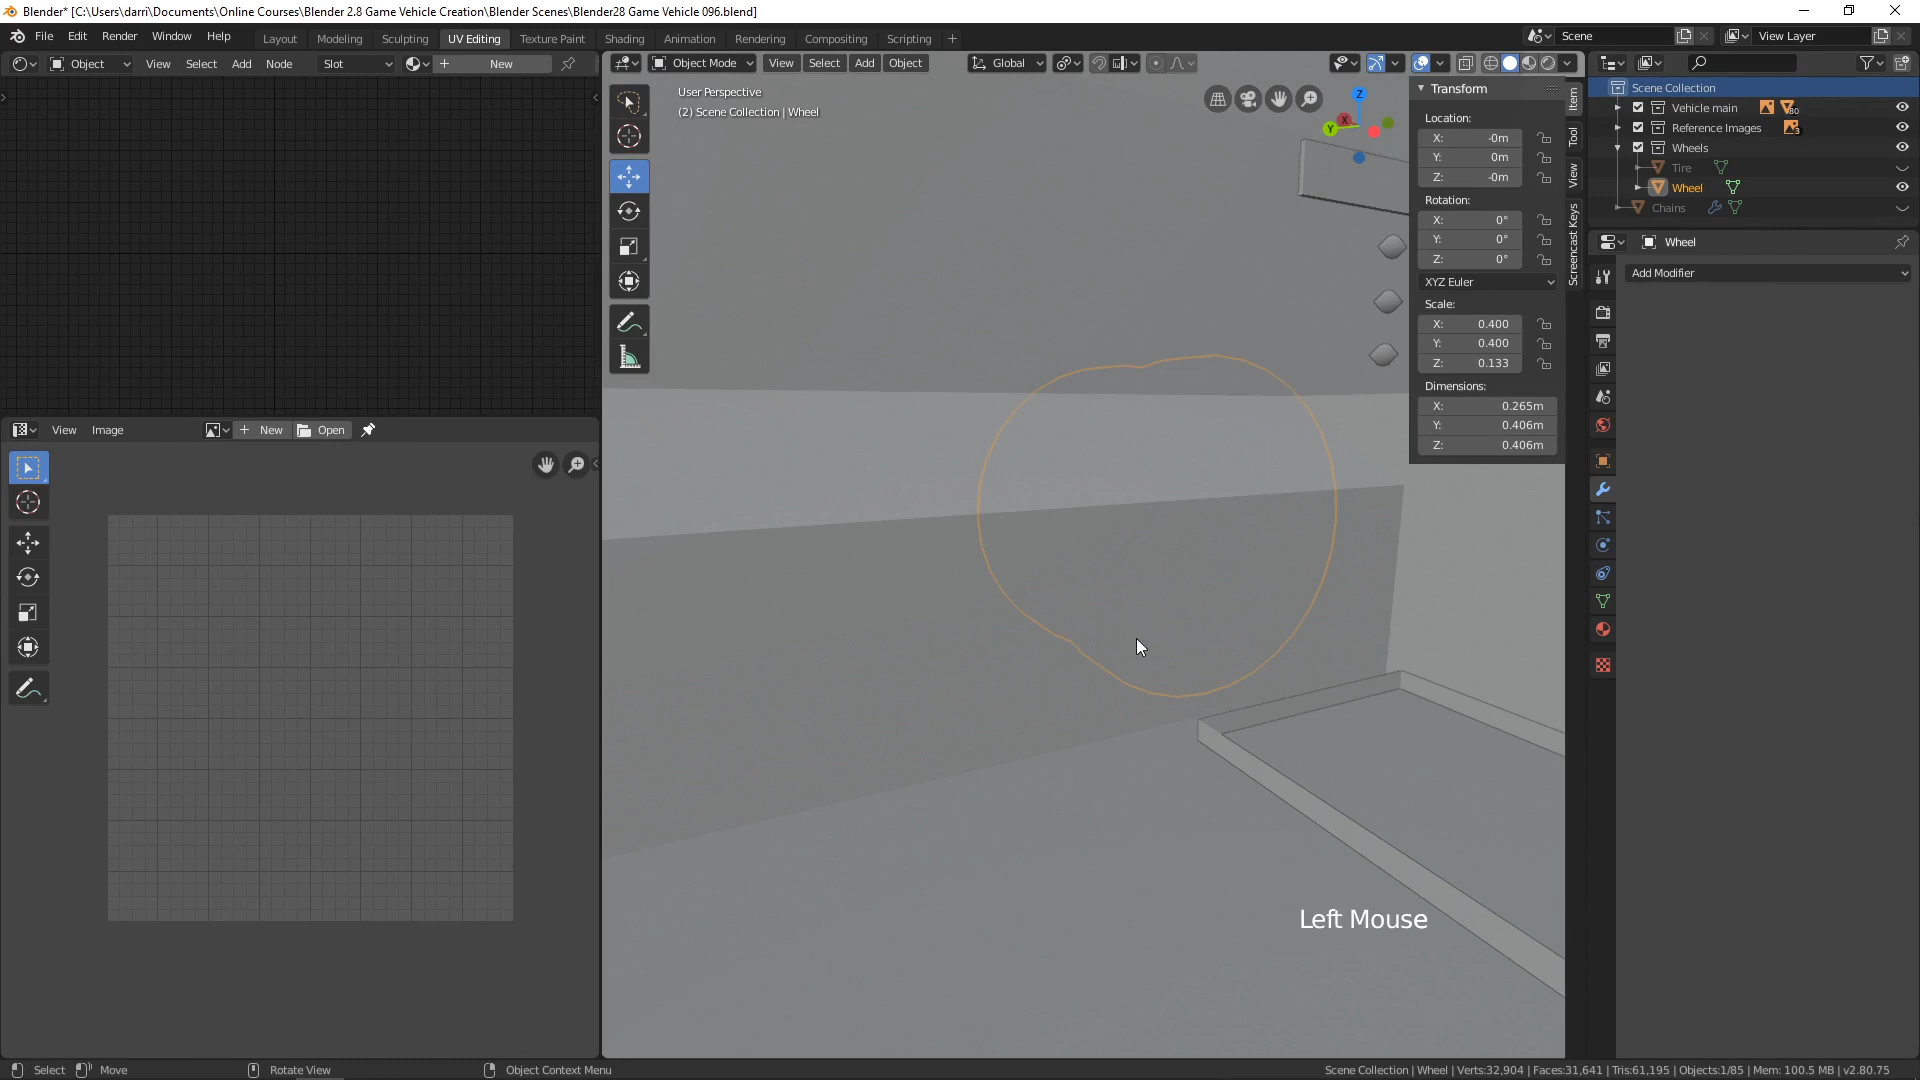 Blender* [C:\Users\darri\Documents\Online Courses\Blender 2.8 Game Vehicle Creation\Blender Scenes\Blender28 Game Vehicle 096.blend]
File Edit Render Window Help Layout Modeling Sculpting UV Editing Texture Paint Shading Animation Rendering Compositing Scripting + Scene View Layer
Object View Select Add Node Slot New
Object Mode View Select Add Object Global
User Perspective
(2) Scene Collection | Wheel
Z
X
Y
Transform
Location:
X: -0m
Y: 0m
Z: -0m
Rotation:
X: 0°
Y: 0°
Z: 0°
XYZ Euler
Scale:
X: 0.400
Y: 0.400
Z: 0.133
Dimensions:
X: 0.265m
Y: 0.406m
Z: 0.406m
Item
Tool
View
Screencast Keys
Scene Collection
Vehicle main 80
Reference Images 3
Wheels
Tire
Wheel
Chains
Wheel
Add Modifier
View Image New Open
Left Mouse
Select Move Rotate View Object Context Menu
Scene Collection | Wheel | Verts:32,904 | Faces:31,641 | Tris:61,195 | Objects:1/85 | Mem: 100.5 MB | v2.80.75